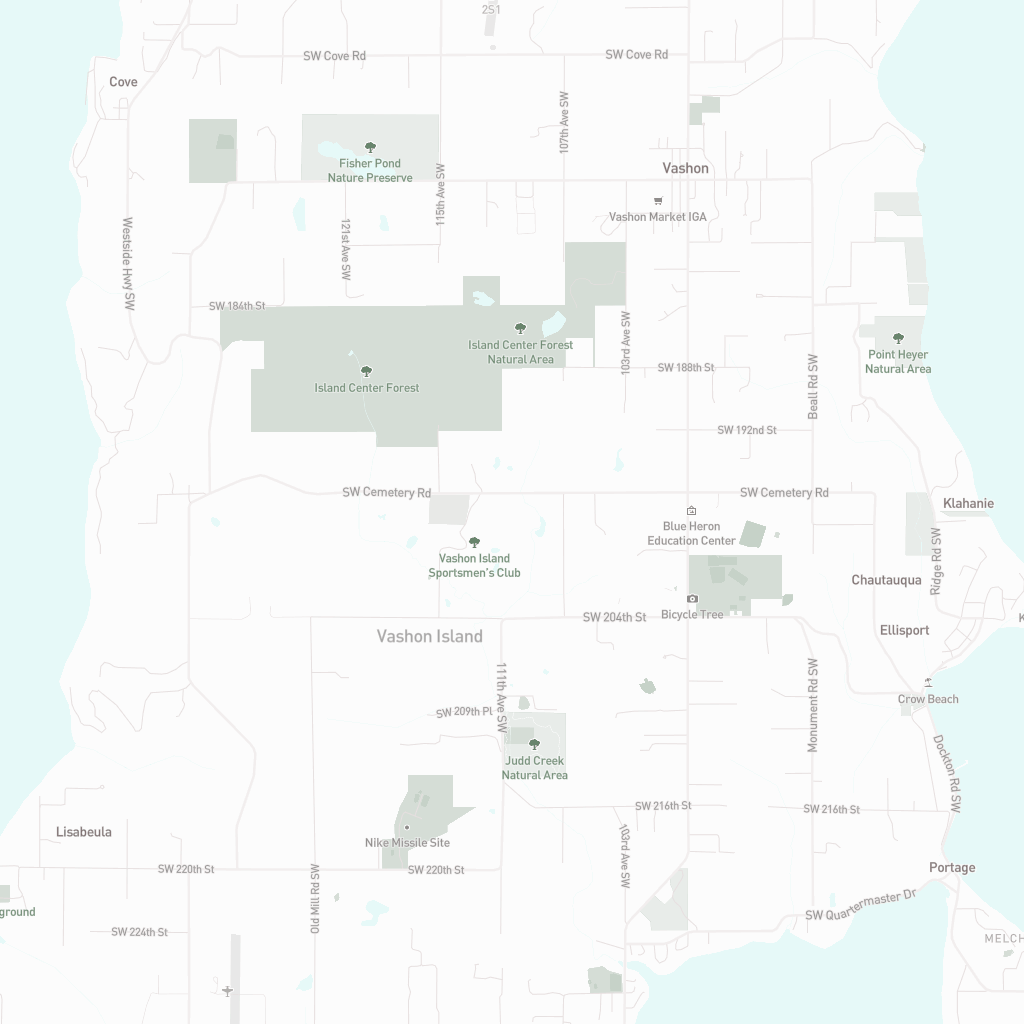 2S1
SW Cove Rd
SW Cove Rd
Cove
107th Ave SW
Fisher Pond
Nature Preserve
115th Ave SW
Vashon
Beall Rd SW
Vashon Market IGA
Westside Hwy SW
121st Ave SW
SW 184th St
Island Center Forest
Natural Area
103rd Ave SW
Point Heyer
Natural Area
SW 188th St
Island Center Forest
Beall Rd SW
SW 192nd St
SW Cemetery Rd
SW Cemetery Rd
Klahanie
Blue Heron
Education Center
Ridge Rd SW
Vashon Island
Sportsmen's Club
Chautauqua
Bicycle Tree
SW 204th St
K
Ellisport
Vashon Island
111th Ave SW
Monument Rd SW
Crow Beach
SW 209th Pl
Judd Creek
Natural Area
Dockton Rd SW
SW 216th St
SW 216th St
Lisabeula
Nike Missile Site
103rd Ave SW
SW 220th St
SW 220th St
Portage
Old Mill Rd SW
SW Quartermaster Dr
ground
SW 224th St
MELCH